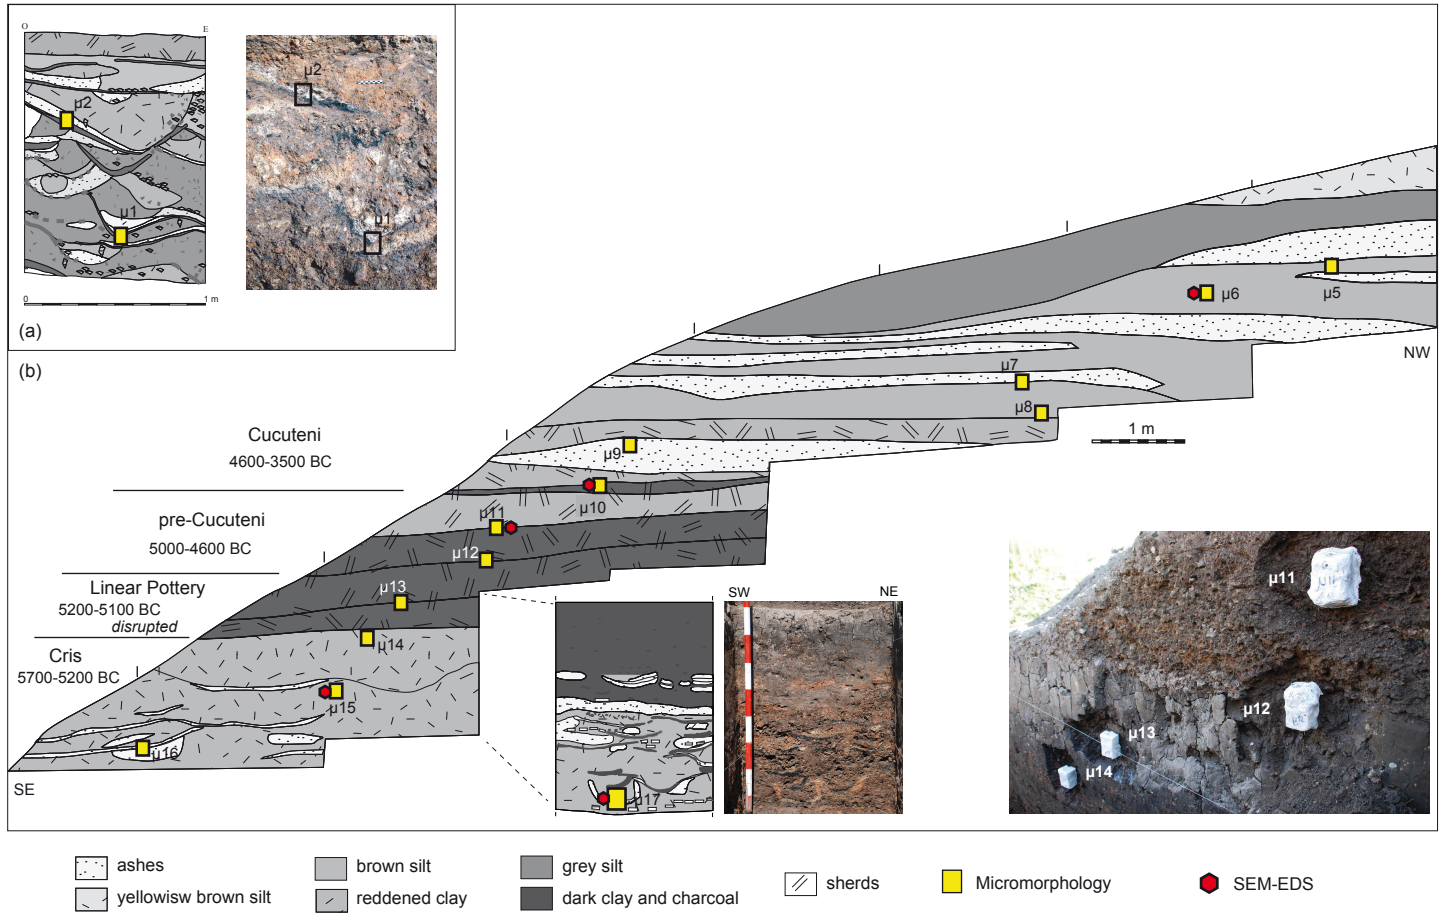 O
E
µ2
µ1
0
1 m
(a)
µ2
µ1
(b)
µ5
µ6
NW
µ7
µ8
1 m
Cucuteni
4600-3500 BC
µ9
µ10
pre-Cucuteni
5000-4600 BC
µ11
µ12
Linear Pottery
5200-5100 BC
disrupted
µ13
µ14
Cris
5700-5200 BC
µ15
µ16
SE
µ17
SW
NE
µ11
µ12
µ13
µ14
ashes
brown silt
grey silt
sherds
Micromorphology
SEM-EDS
yellowisw brown silt
reddened clay
dark clay and charcoal